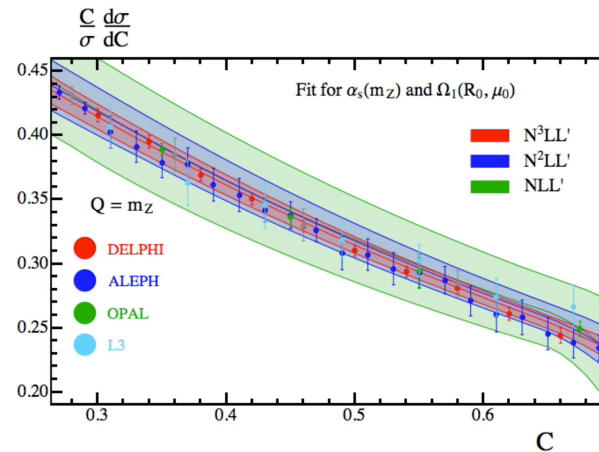 C dσ
σ dC
0.45
0.40
0.35
0.30
0.25
0.20
Fit for αs(mZ) and Ω1(R0, μ0)
N³LL'
N²LL'
NLL'
Q = mZ
DELPHI
ALEPH
OPAL
L3
0.3 0.4 0.5 0.6
C